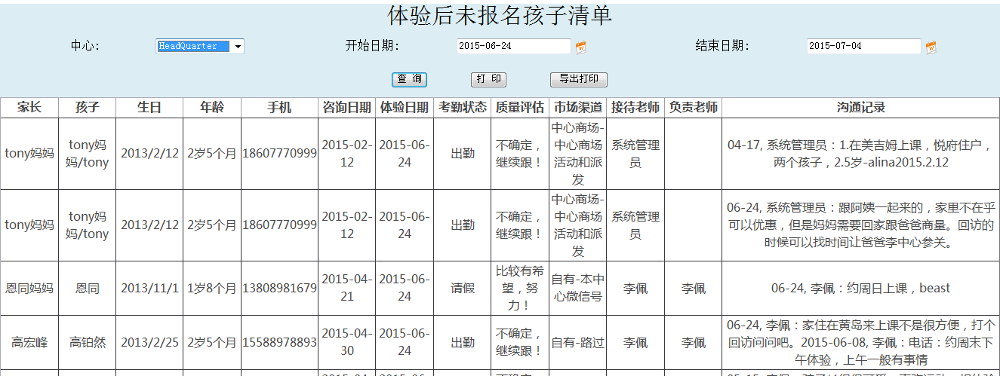 体验后未报名孩子清单
中心： HeadQuarter 开始日期： 2015-06-24 结束日期： 2015-07-04
查 询 打 印 导出打印
家长 孩子 生日 年龄 手机 咨询日期 体验日期 考勤状态 质量评估 市场渠道 接待老师 负责老师 沟通记录
tony妈妈
tony妈
妈/tony
2013/2/12
2岁5个月
18607770999
2015-02-
12
2015-06-
24
出勤
不确定，
继续跟！
中心商场-
中心商场
活动和派
发
系统管理
员
04-17, 系统管理员：1.在美吉姆上课，悦府住户，
两个孩子，2.5岁-alina2015.2.12
tony妈妈
tony妈
妈/tony
2013/2/12
2岁5个月
18607770999
2015-02-
12
2015-06-
24
出勤
不确定，
继续跟！
中心商场-
中心商场
活动和派
发
系统管理
员
06-24, 系统管理员：跟阿姨一起来的，家里不在乎
可以优惠，但是妈妈需要回家跟爸爸商量。回访的
时候可以找时间让爸爸李中心参关。
恩同妈妈
恩同
2013/11/1
1岁8个月
13808981679
2015-04-
21
2015-06-
24
请假
比较有希
望，努
力！
自有-本中
心微信号
李佩
李佩
06-24, 李佩：约周日上课，beast
高宏峰
高铂然
2013/2/25
2岁5个月
15588978893
2015-04-
30
2015-06-
24
出勤
不确定，
继续跟！
自有-路过
李佩
李佩
06-24, 李佩：家住在黄岛来上课不是很方便，打个
回访问问吧。2015-06-08, 李佩：电话：约周末下
午体验，上午一般有事情